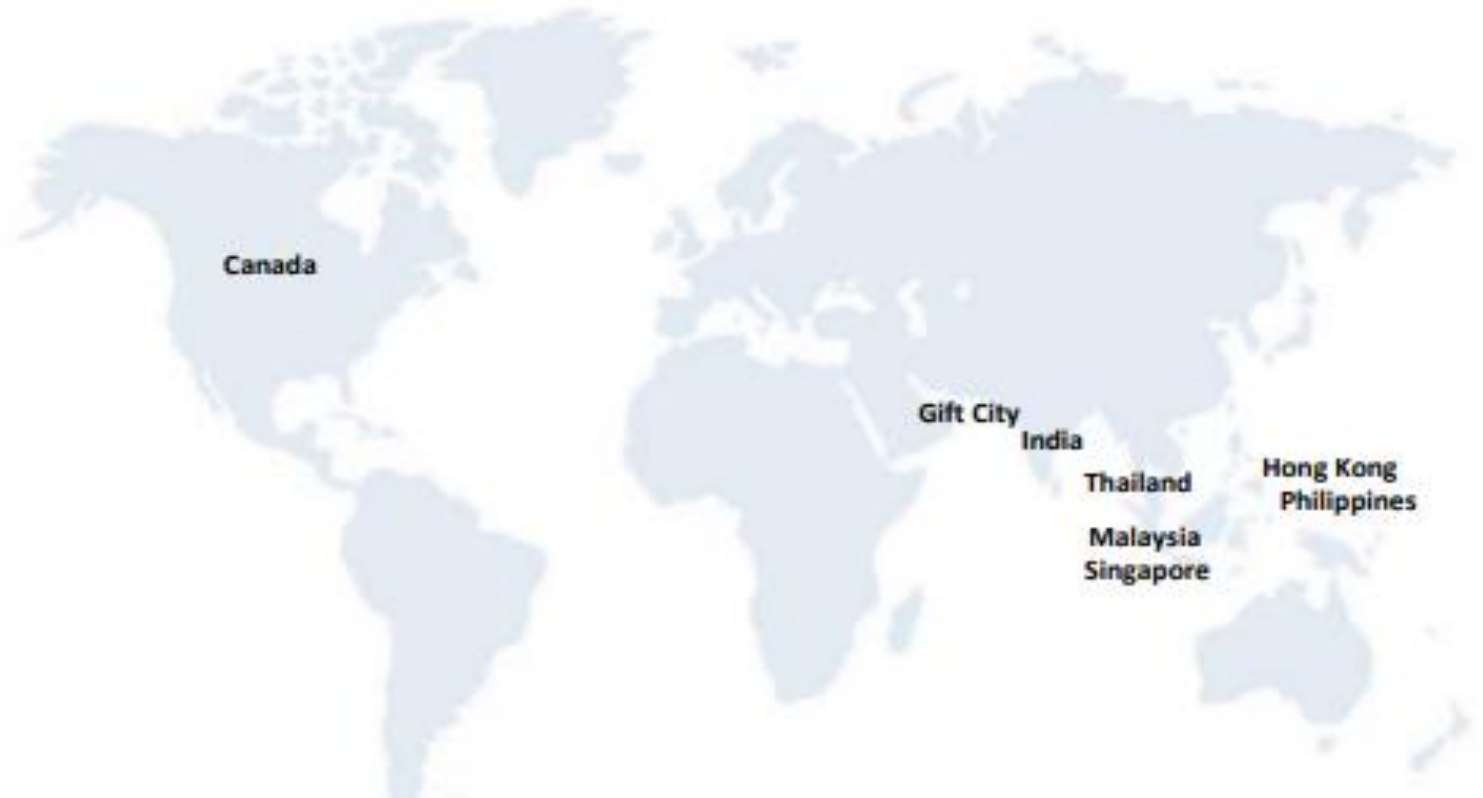 Canada
Gift City
India
Hong Kong
Thailand
Philippines
Malaysia
Singapore